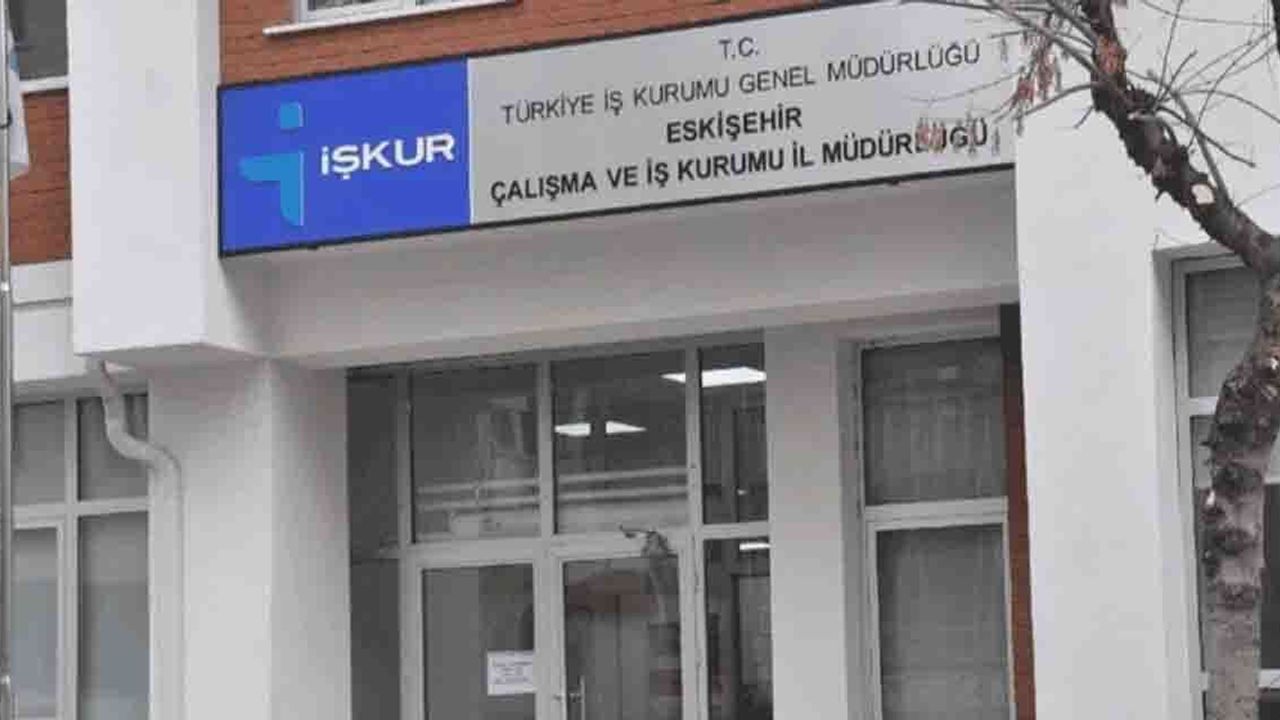 İŞKUR
T.C.
TÜRKİYE İŞ KURUMU GENEL MÜDÜRLÜĞÜ
ESKİŞEHİR
ÇALIŞMA VE İŞ KURUMU İL MÜDÜRLÜĞÜ